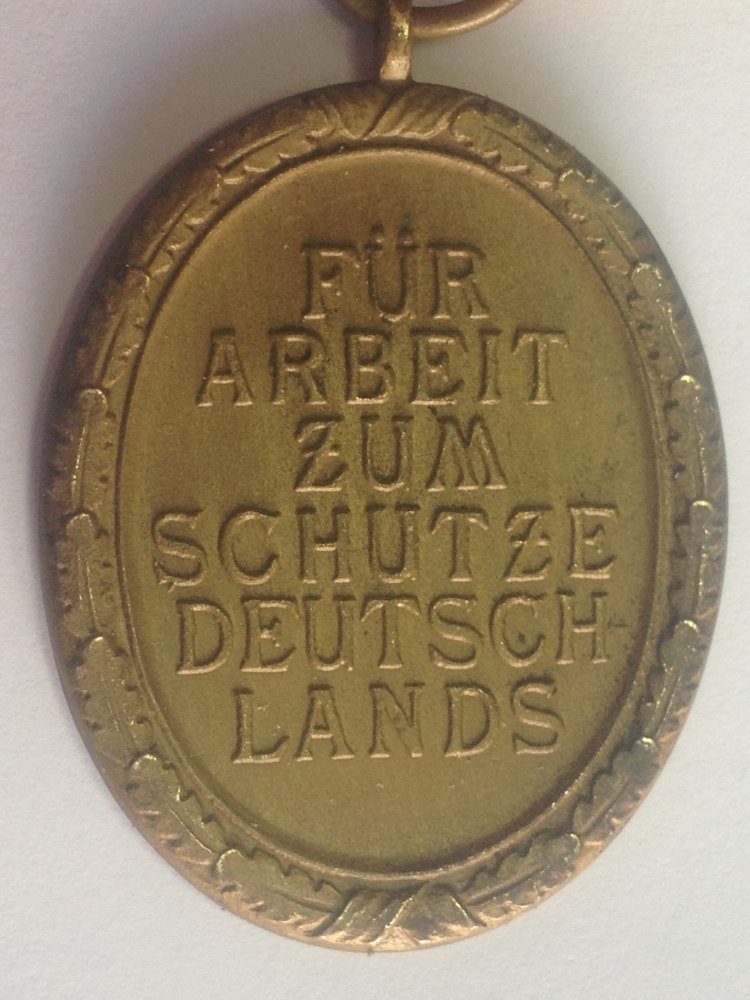 FÜR
ARBEIT
ZUM
SCHUTZE
DEUTSCH
LANDS